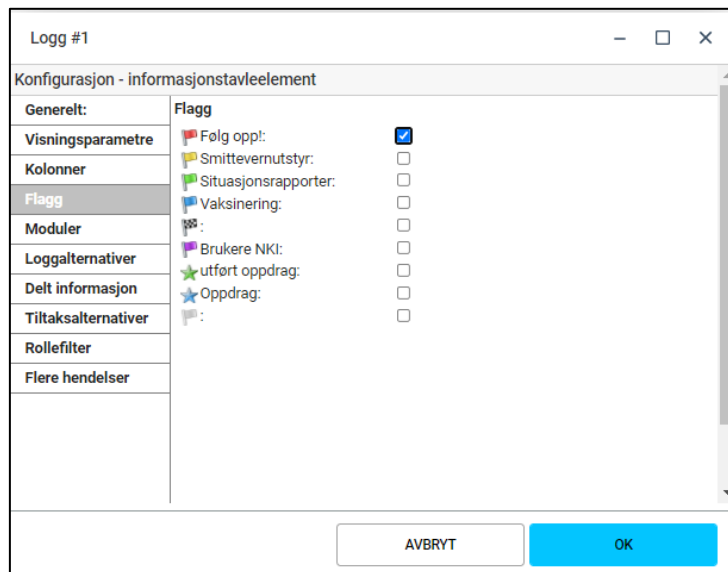 Logg #1
Konfigurasjon - informasjonstavleelement
Generelt:
Visningsparametre
Kolonner
Flagg
Moduler
Loggalternativer
Delt informasjon
Tiltaksalternativer
Rollefilter
Flere hendelser
Flagg
Følg opp!:
Smittevernutstyr:
Situasjonsrapporter:
Vaksinering:
:
Brukere NKI:
utført oppdrag:
Oppdrag:
:
AVBRYT
OK